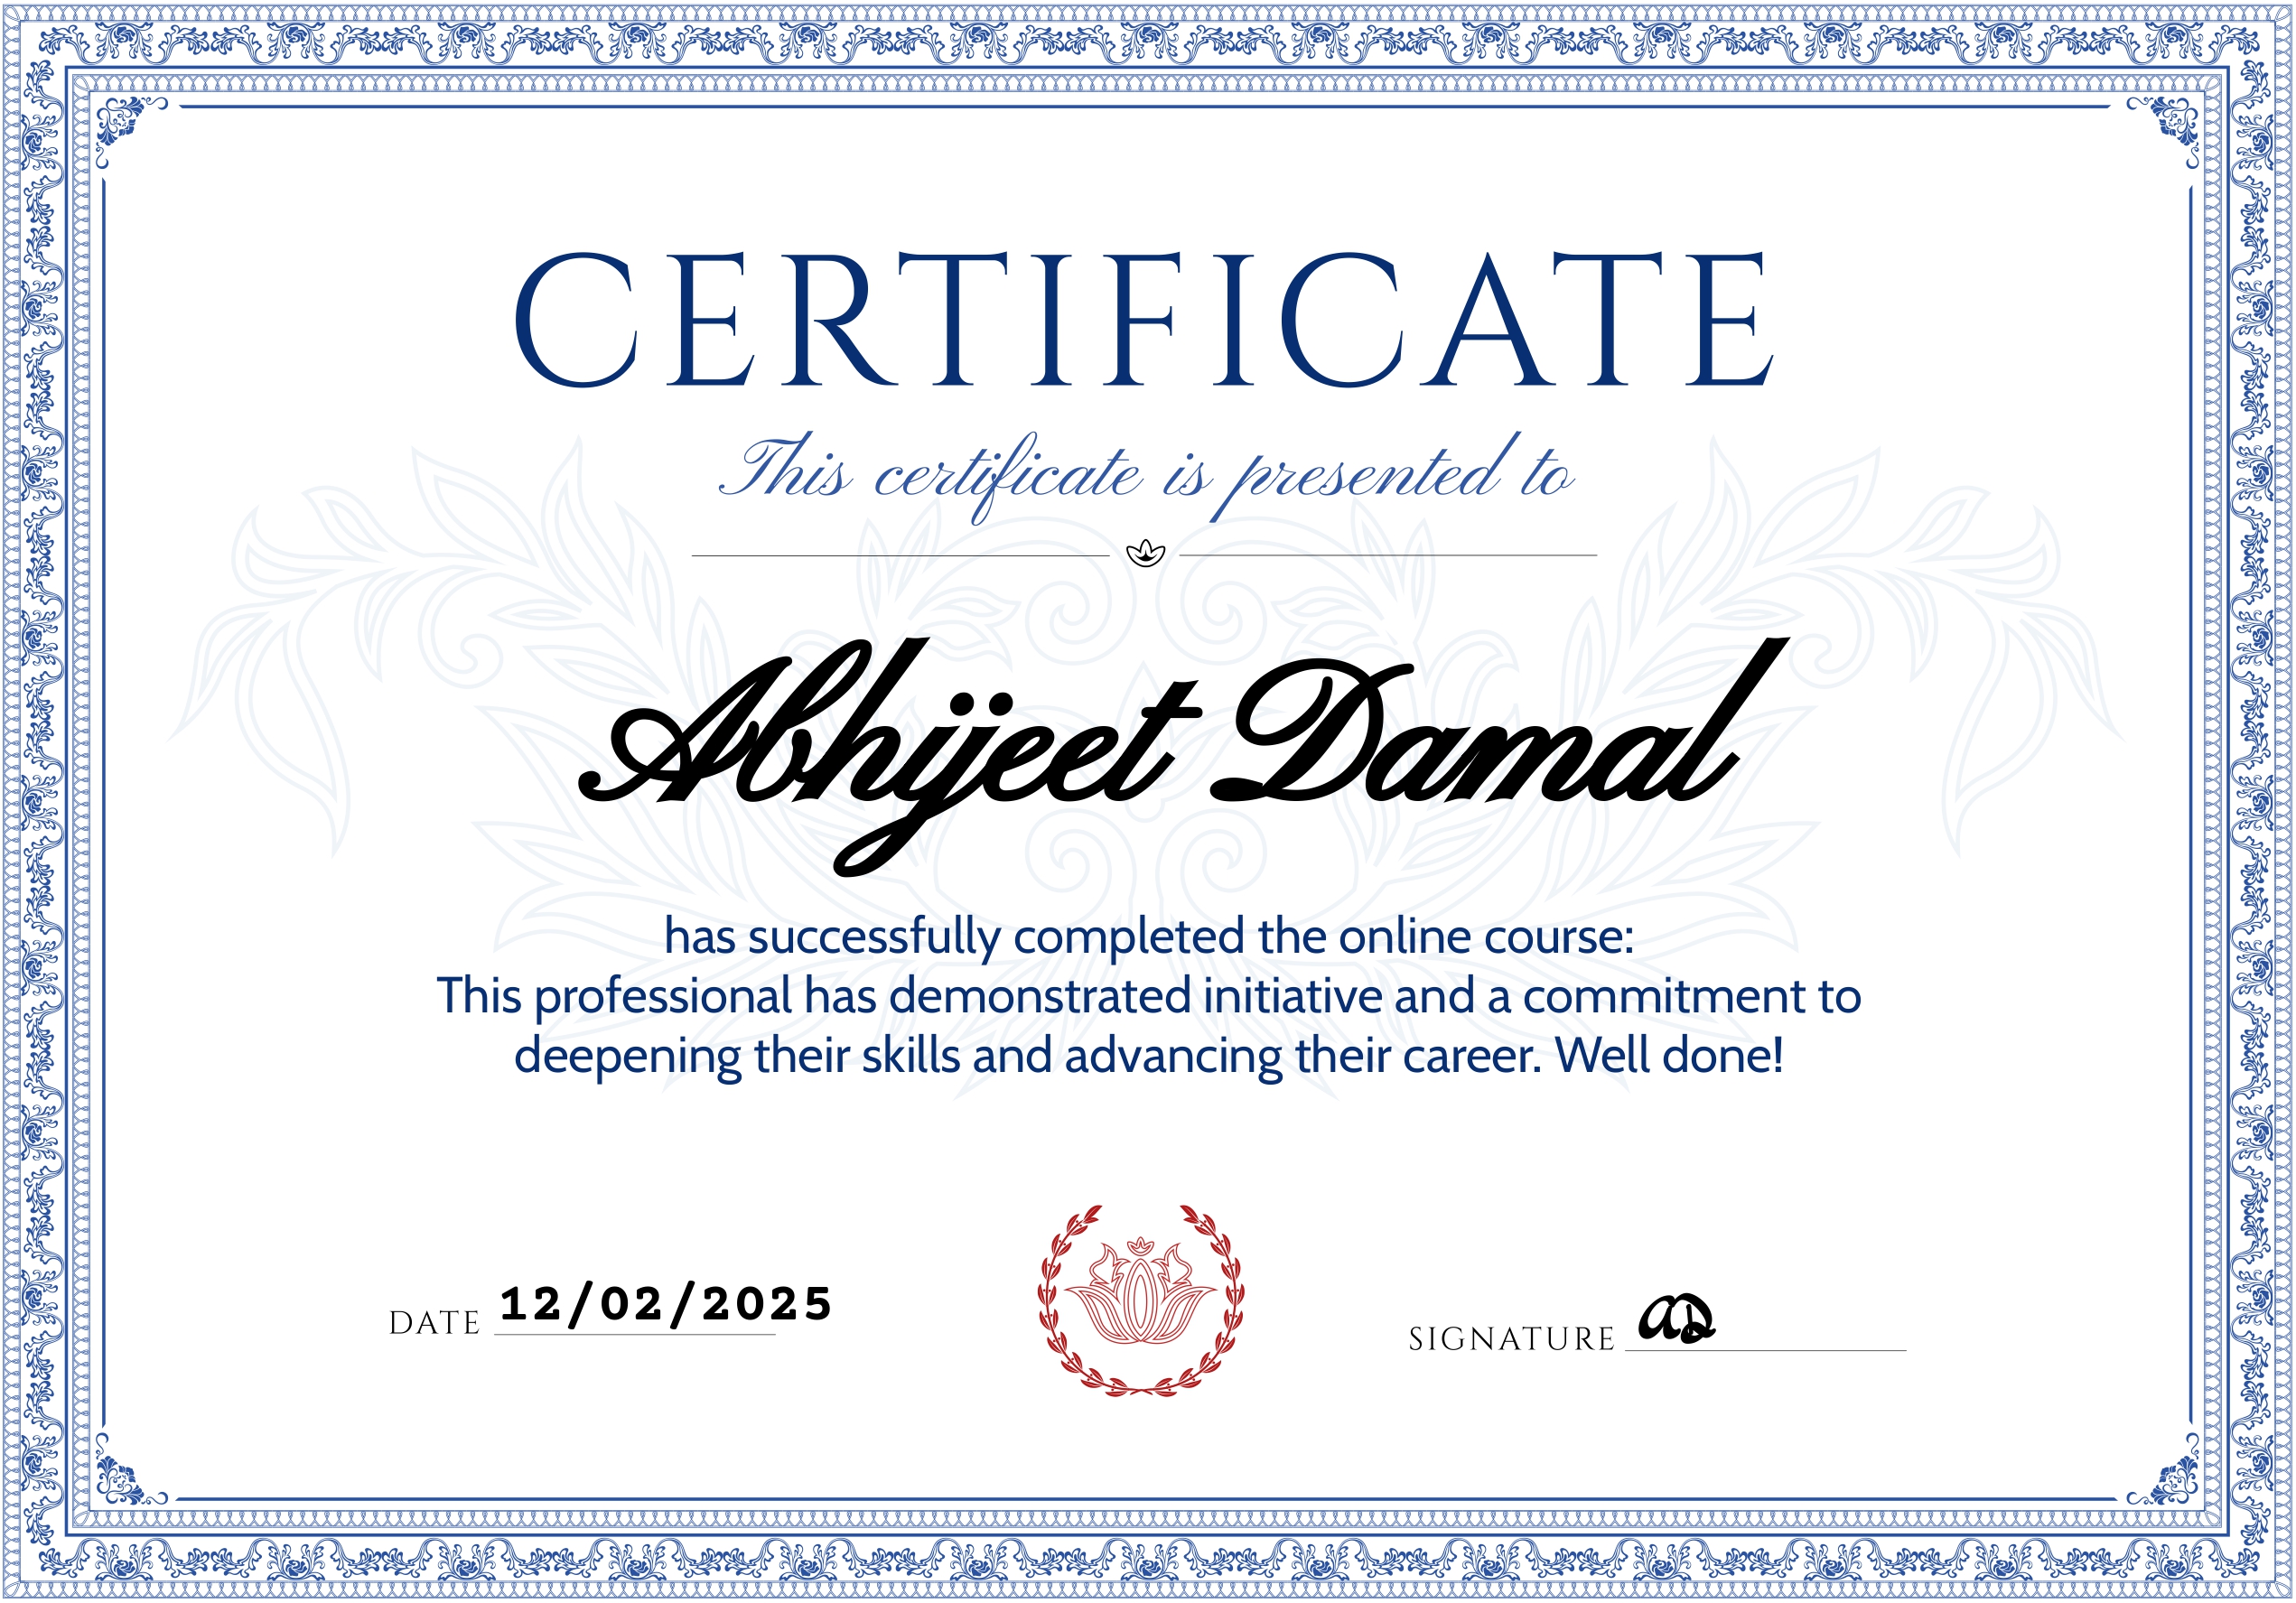 CERTIFICATE
This certificate is presented to
Abhijeet Damal
has successfully completed the online course:
This professional has demonstrated initiative and a commitment to
deepening their skills and advancing their career. Well done!
DATE 12/02/2025
SIGNATURE aD